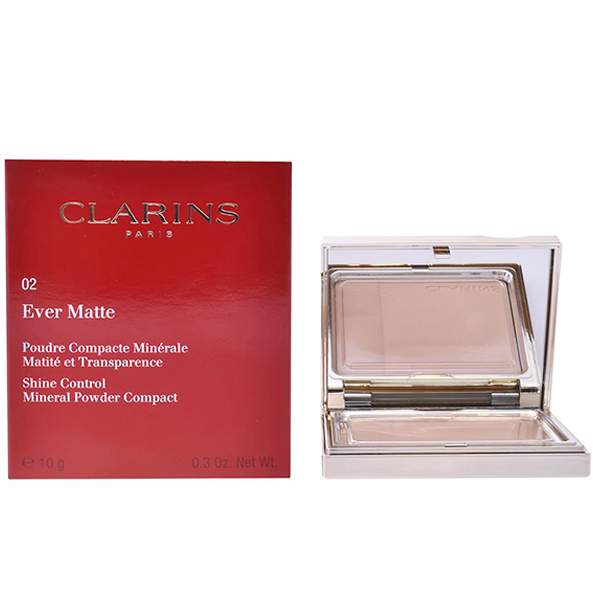 CLARINS
PARIS
02
Ever Matte
Poudre Compacte Minérale
Matité et Transparence
Shine Control
Mineral Powder Compact
℮ 10 g 0.3 Oz. Net Wt.
CLARINS